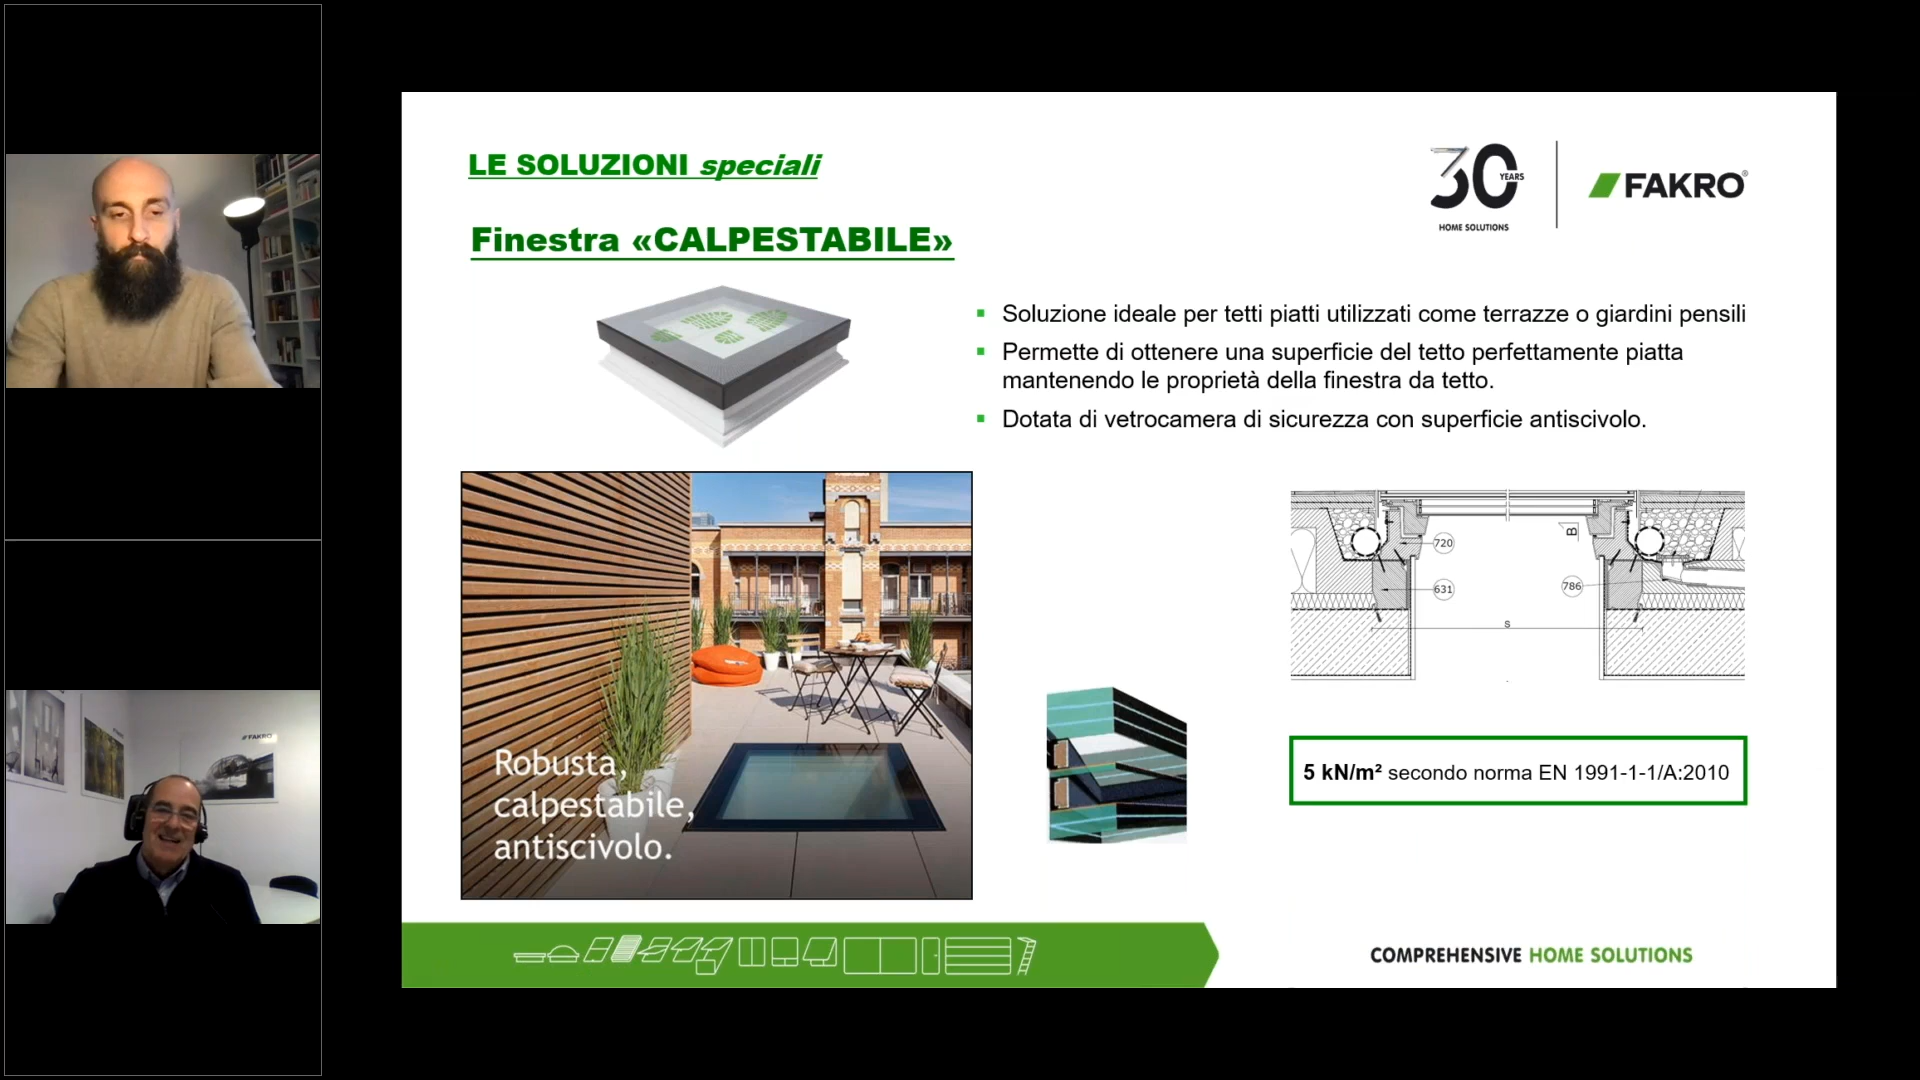 LE SOLUZIONI speciali
30
YEARS
HOME SOLUTIONS
FAKRO®
Finestra «CALPESTABILE»
Soluzione ideale per tetti piatti utilizzati come terrazze o giardini pensili
Permette di ottenere una superficie del tetto perfettamente piatta
mantenendo le proprietà della finestra da tetto.
Dotata di vetrocamera di sicurezza con superficie antiscivolo.
B
720
631
786
S
Robusta,
calpestabile,
antiscivolo.
5 kN/m² secondo norma EN 1991-1-1/A:2010
FAKRO
COMPREHENSIVE HOME SOLUTIONS